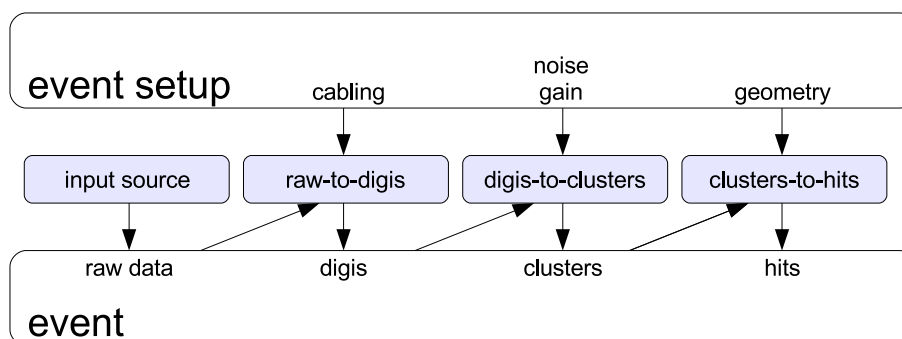 noise
event setup
cabling
gain
geometry
input source
raw-to-digis
digis-to-clusters
clusters-to-hits
raw data
digis
clusters
hits
event